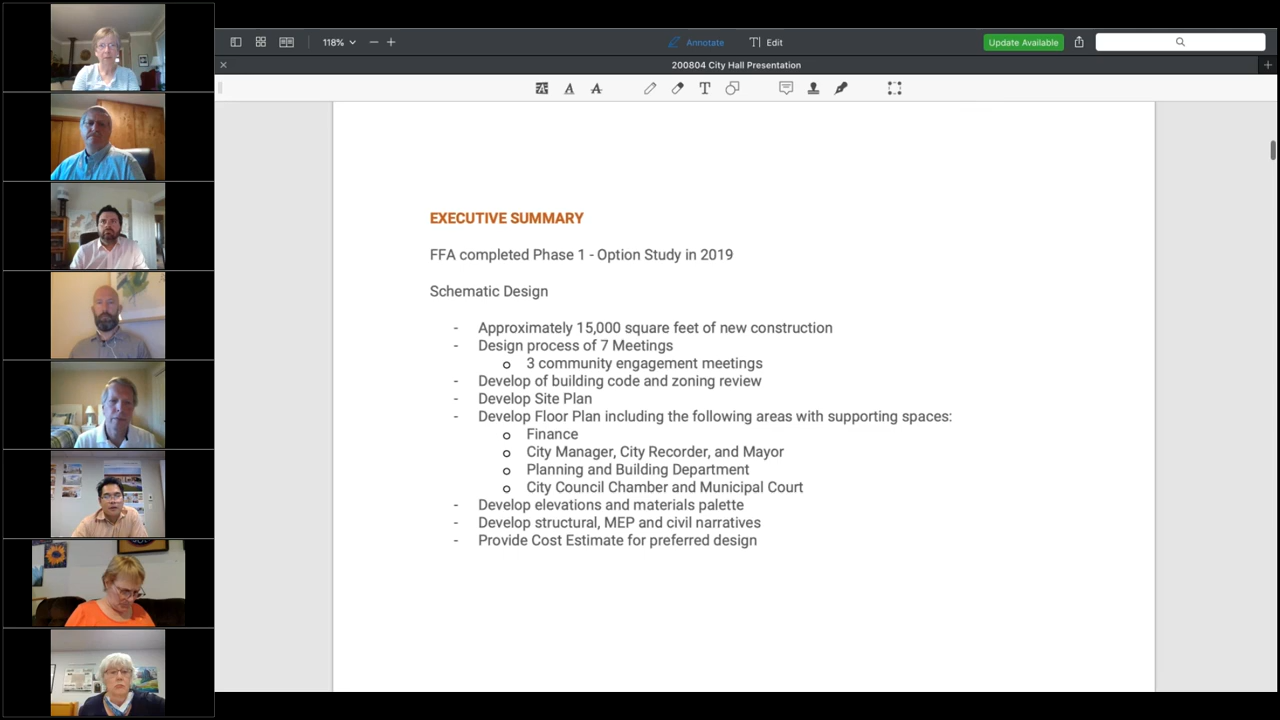 118%
Annotate
Edit
Update Available
200804 City Hall Presentation
EXECUTIVE SUMMARY
FFA completed Phase 1 - Option Study in 2019
Schematic Design
- Approximately 15,000 square feet of new construction
- Design process of 7 Meetings
o 3 community engagement meetings
- Develop of building code and zoning review
- Develop Site Plan
- Develop Floor Plan including the following areas with supporting spaces:
o Finance
o City Manager, City Recorder, and Mayor
o Planning and Building Department
o City Council Chamber and Municipal Court
- Develop elevations and materials palette
- Develop structural, MEP and civil narratives
- Provide Cost Estimate for preferred design